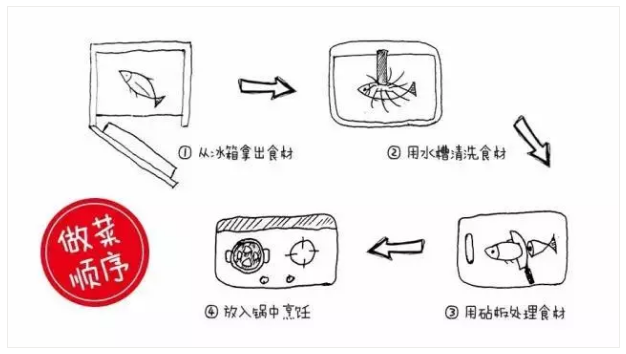 ① 从冰箱拿出食材
② 用水槽清洗食材
做菜
顺序
④ 放入锅中烹饪
③ 用砧板处理食材